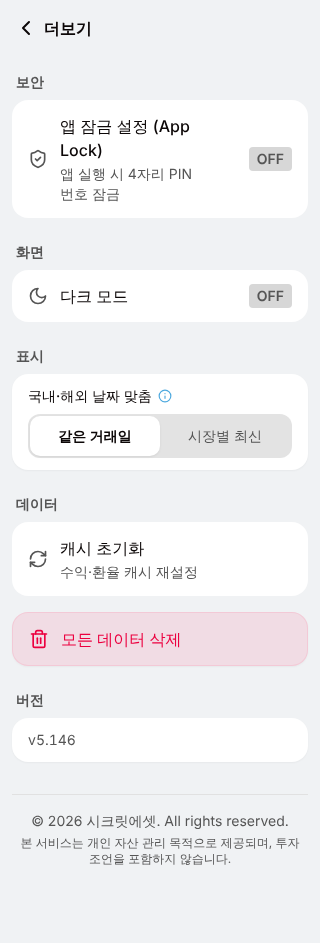 더보기
보안
앱 잠금 설정 (App
Lock)
앱 실행 시 4자리 PIN
번호 잠금
OFF
화면
다크 모드
OFF
표시
국내·해외 날짜 맞춤
같은 거래일
시장별 최신
데이터
캐시 초기화
수익·환율 캐시 재설정
모든 데이터 삭제
버전
v5.146
© 2026 시크릿에셋. All rights reserved.
본 서비스는 개인 자산 관리 목적으로 제공되며, 투자
조언을 포함하지 않습니다.